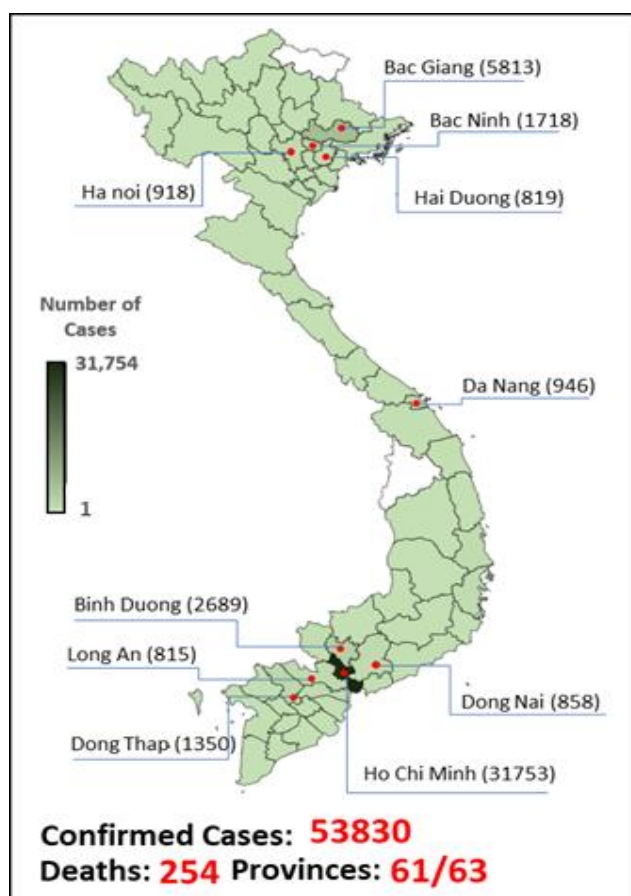 Bac Giang (5813)
Bac Ninh (1718)
Ha noi (918)
Hai Duong (819)
Number of
Cases
31,754
1
Da Nang (946)
Binh Duong (2689)
Long An (815)
Dong Nai (858)
Dong Thap (1350)
Ho Chi Minh (31753)
Confirmed Cases: 53830
Deaths: 254 Provinces: 61/63